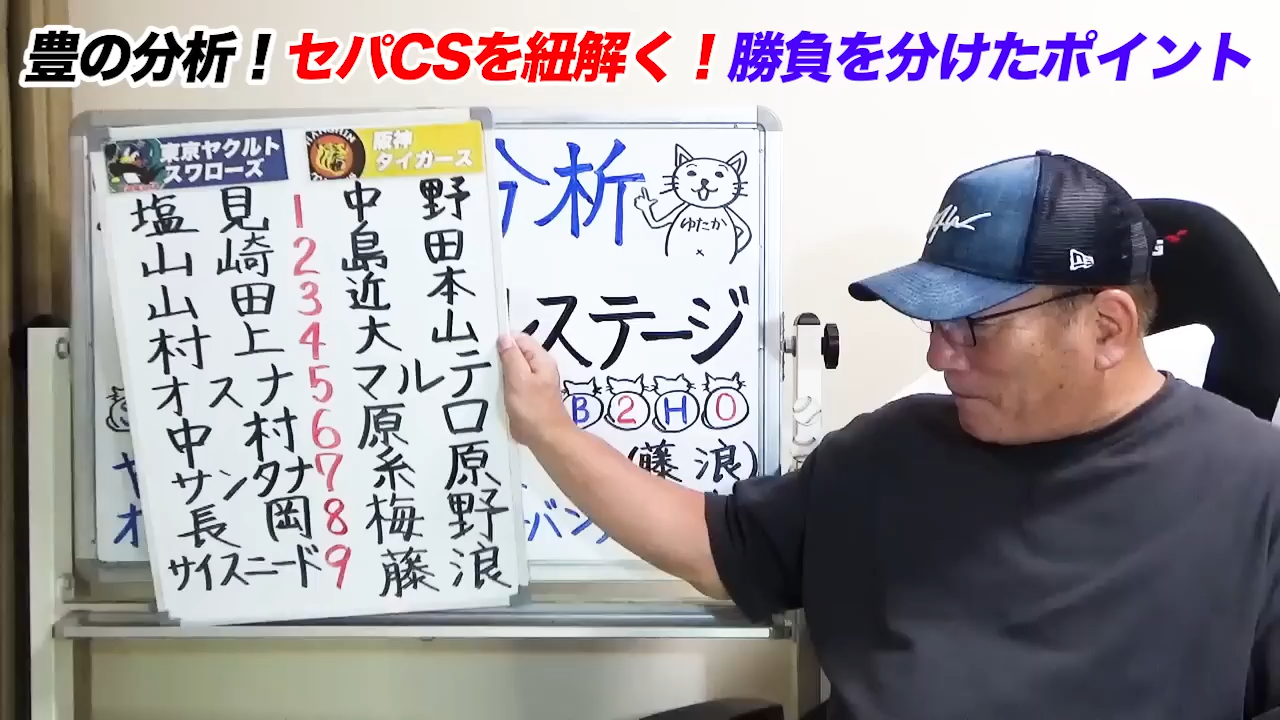 豊の分析!セパCSを紐解く!勝負を分けたポイント
東京ヤクルト
スワローズ
阪神
タイガース
塩見 1 中野
山崎 2 島田
山田 3 近本
村上 4 大山
オスナ 5 マルテ
中村 6 原口
サンタナ 7 糸原
長岡 8 梅野
サイスニード 9 藤浪
分析
ゆたか
ルステージ
B 2 H 0
(藤浪)
ヤ
オ
バン